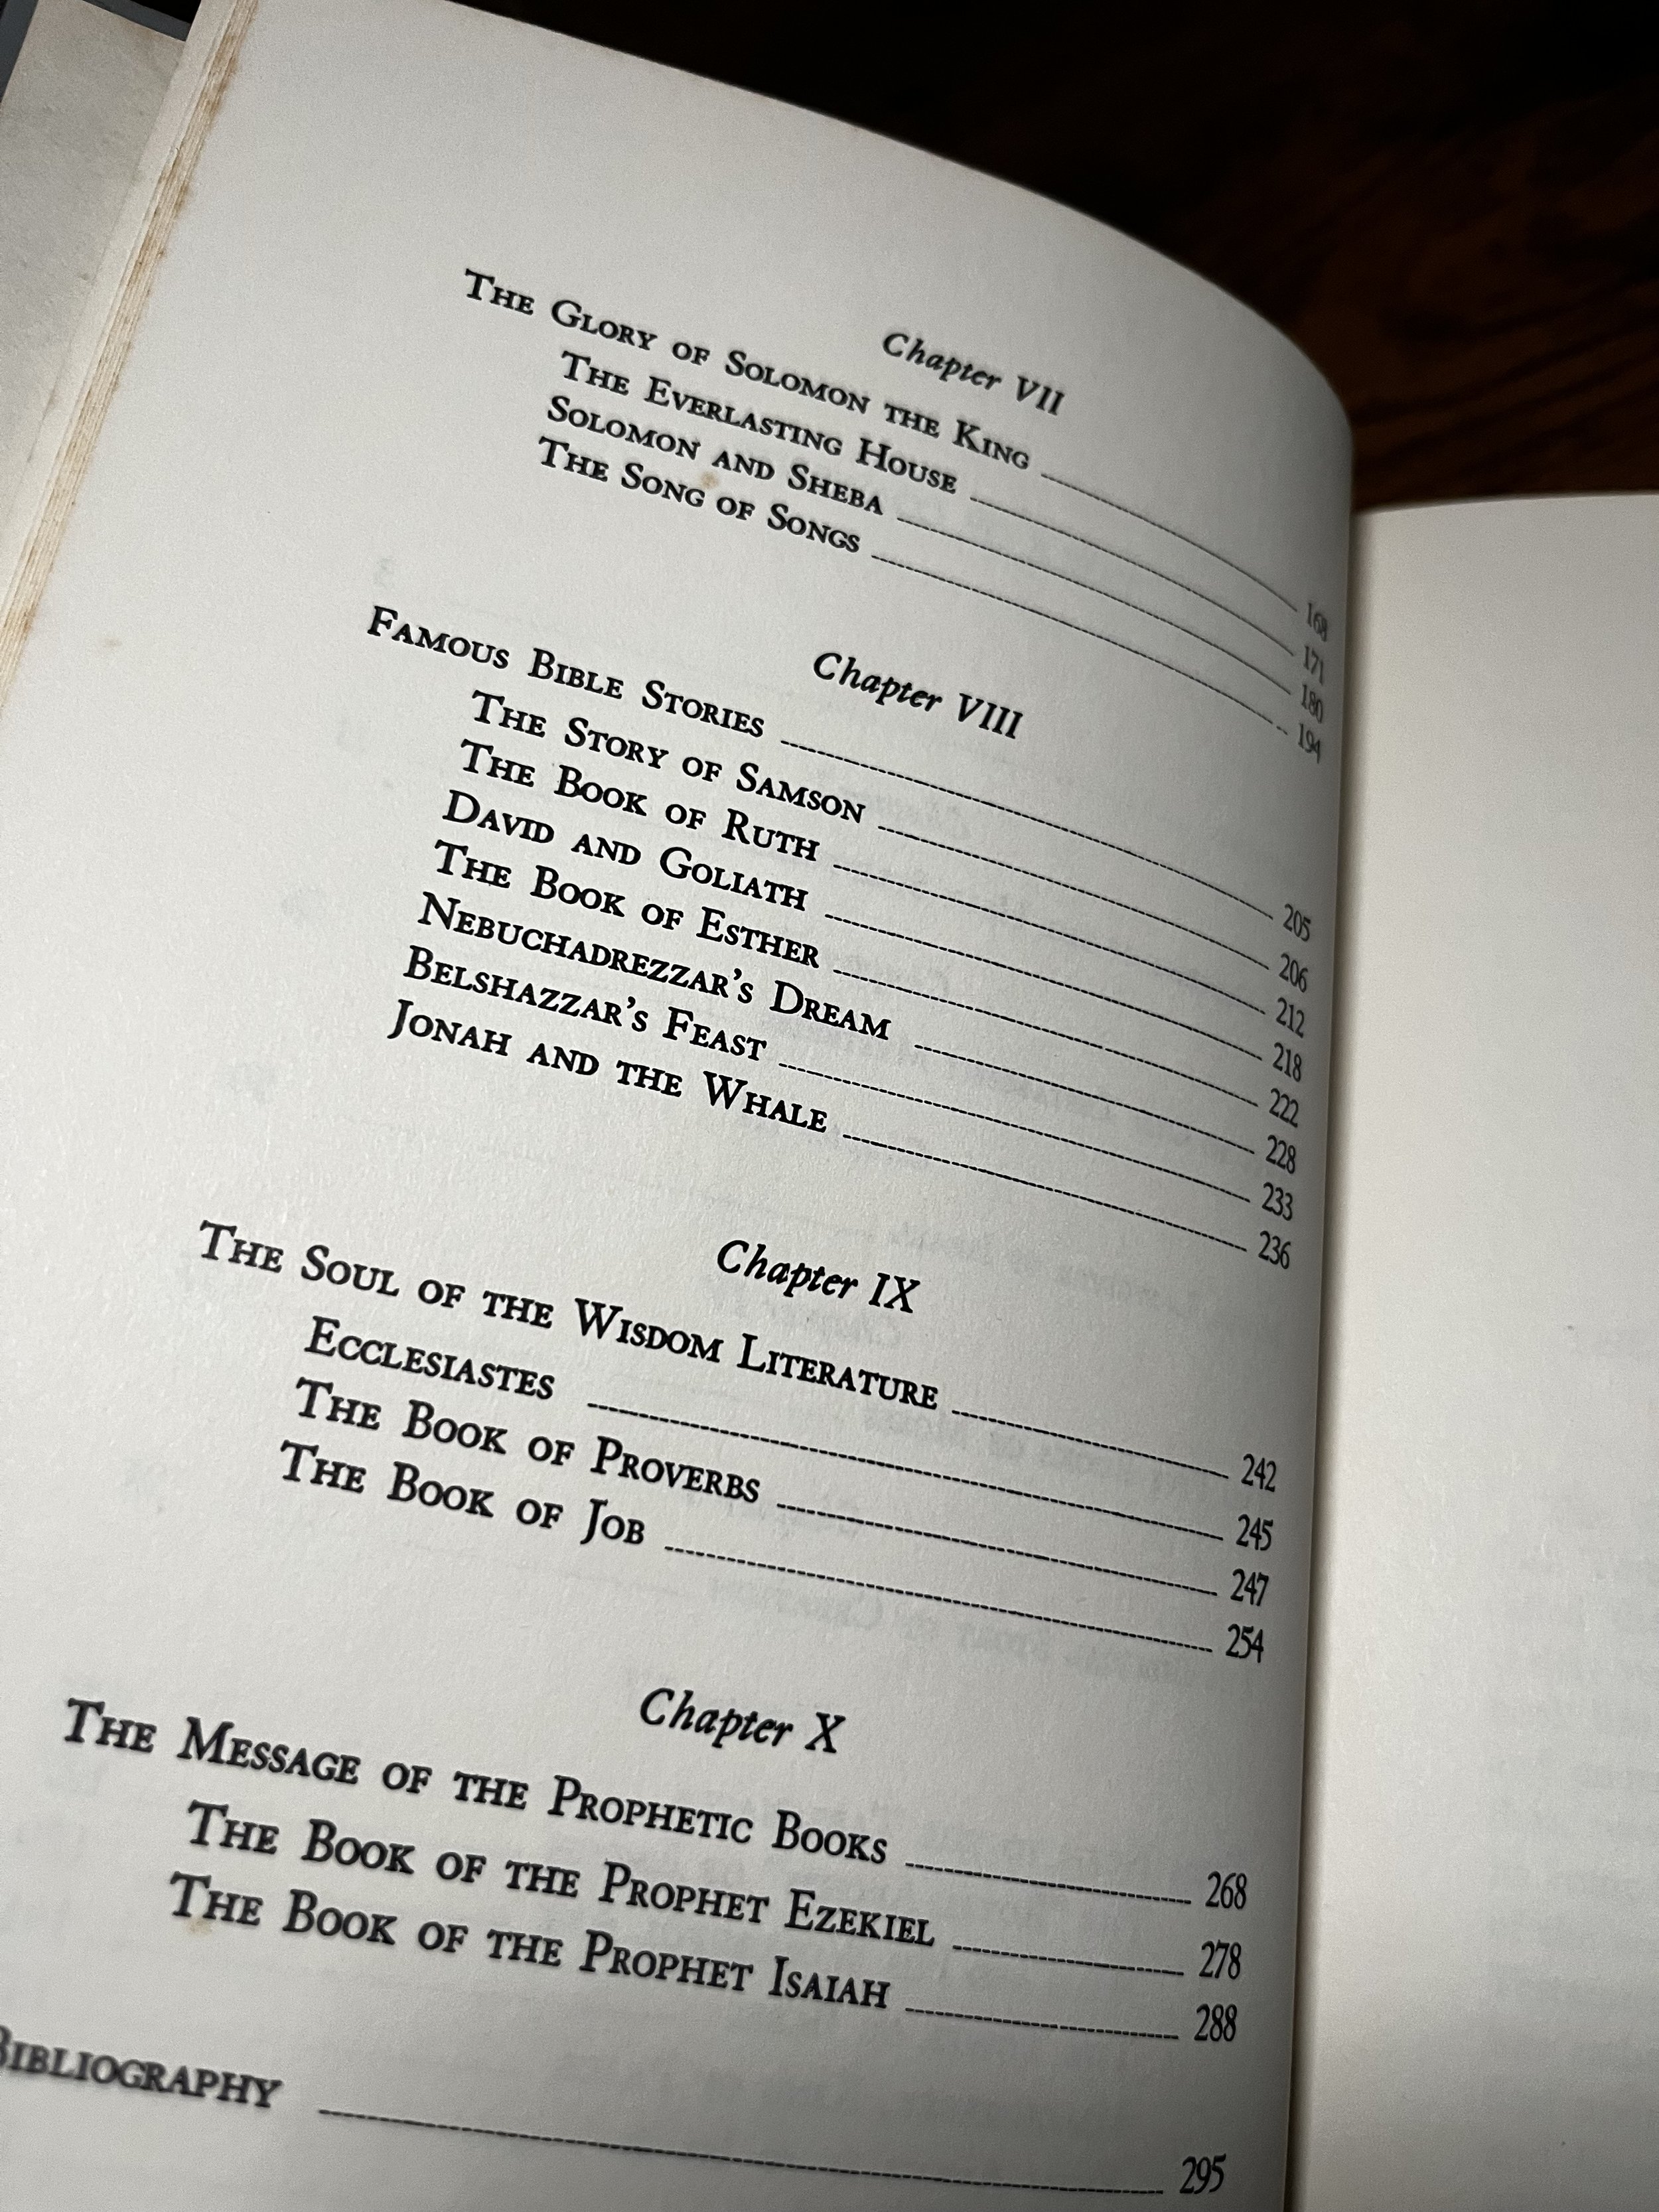 Chapter VII
The Glory of Solomon the King 168
The Everlasting House 171
Solomon and Sheba 180
The Song of Songs 194
Chapter VIII
Famous Bible Stories 205
The Story of Samson 206
The Book of Ruth 212
David and Goliath 218
The Book of Esther 222
Nebuchadrezzar's Dream 228
Belshazzar's Feast 233
Jonah and the Whale 236
Chapter IX
The Soul of the Wisdom Literature 242
Ecclesiastes 245
The Book of Proverbs 247
The Book of Job 254
Chapter X
The Message of the Prophetic Books 268
The Book of the Prophet Ezekiel 278
The Book of the Prophet Isaiah 288
Bibliography 295